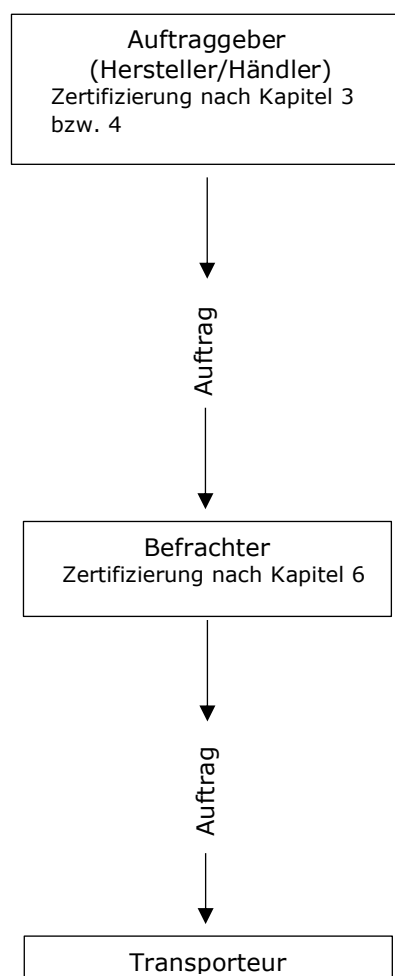 Auftraggeber
(Hersteller/Händler)
Zertifizierung nach Kapitel 3
bzw. 4
Auftrag
Befrachter
Zertifizierung nach Kapitel 6
Auftrag
Transporteur